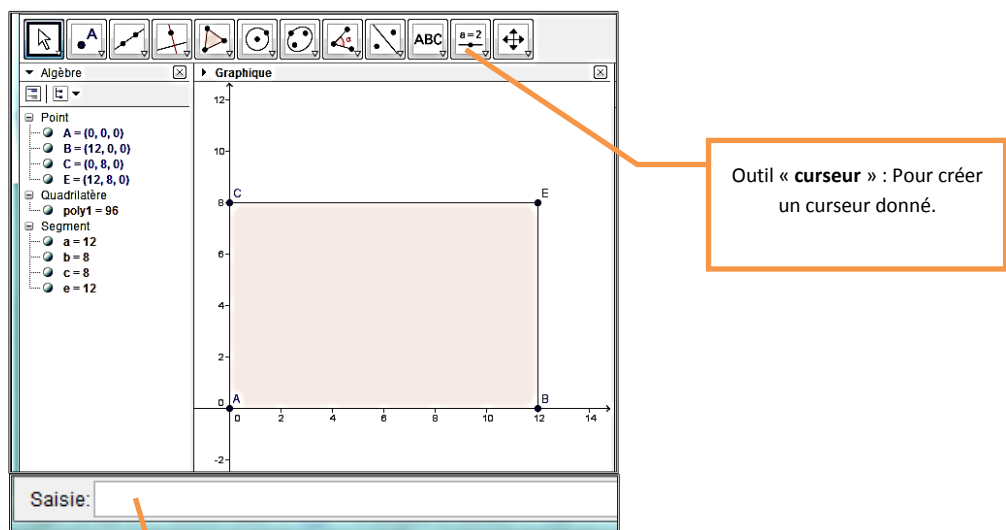 A
α
ABC
a=2
Algèbre
Graphique
Point
A = (0, 0, 0)
B = (12, 0, 0)
C = (0, 8, 0)
E = (12, 8, 0)
Quadrilatère
poly1 = 96
Segment
a = 12
b = 8
c = 8
e = 12
12
10
8
6
4
2
0
-2
C
E
A
B
0 2 4 6 8 10 12 14
Outil « curseur » : Pour créer
un curseur donné.
Saisie: